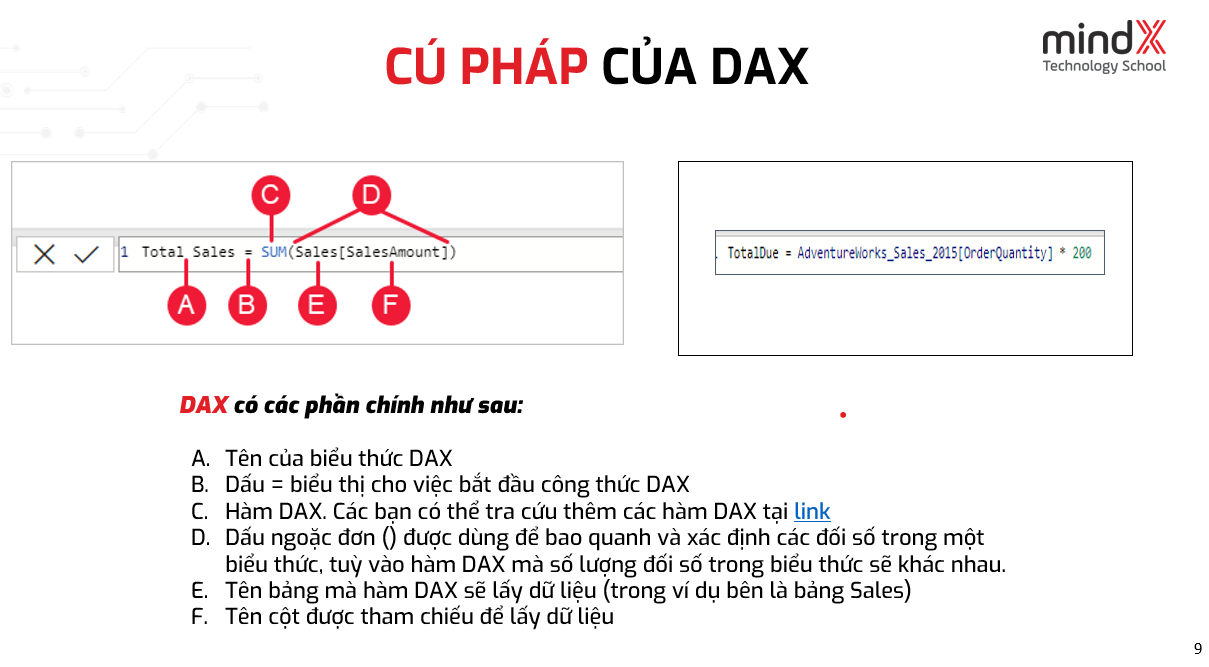 CÚ PHÁP CỦA DAX
mindX
Technology School
C
D
1 Total Sales = SUM(Sales[SalesAmount])
A
B
E
F
TotalDue = AdventureWorks_Sales_2015[OrderQuantity] * 200
DAX có các phần chính như sau:
A. Tên của biểu thức DAX
B. Dấu = biểu thị cho việc bắt đầu công thức DAX
C. Hàm DAX. Các bạn có thể tra cứu thêm các hàm DAX tại link
D. Dấu ngoặc đơn () được dùng để bao quanh và xác định các đối số trong một
biểu thức, tuỳ vào hàm DAX mà số lượng đối số trong biểu thức sẽ khác nhau.
E. Tên bảng mà hàm DAX sẽ lấy dữ liệu (trong ví dụ bên là bảng Sales)
F. Tên cột được tham chiếu để lấy dữ liệu
9